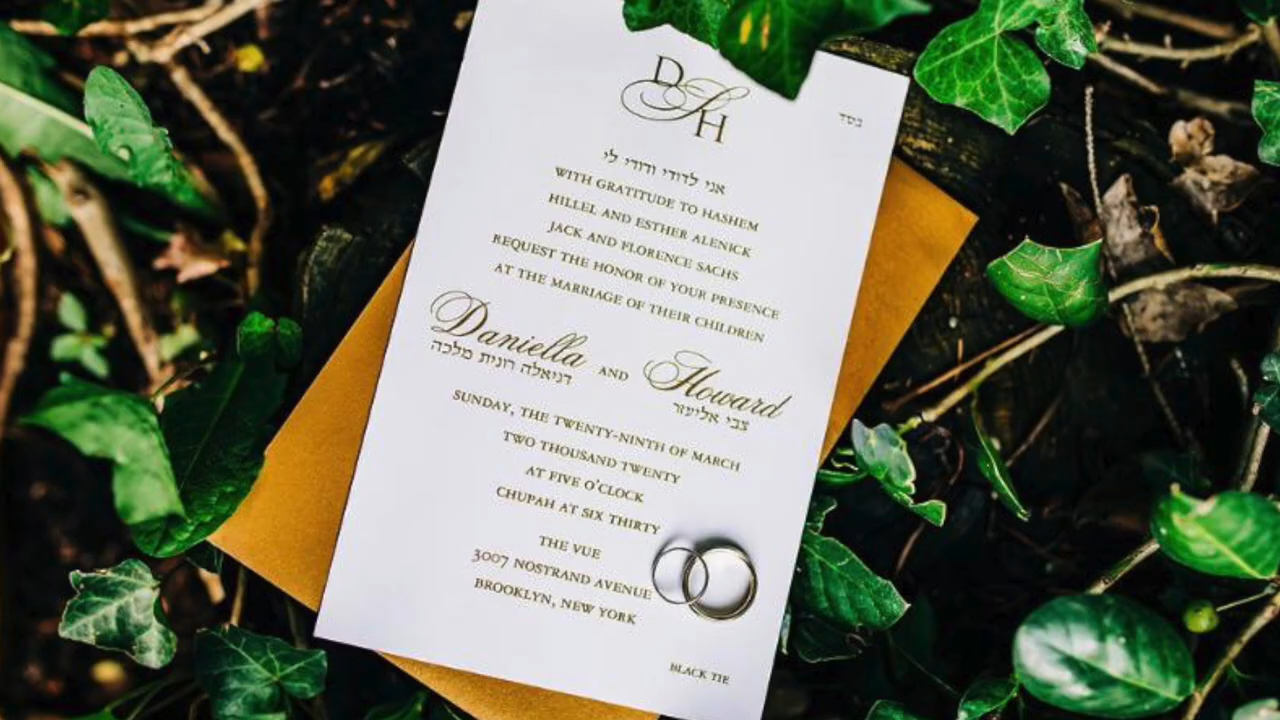 D A H
בסד
אני לדודי ודודי לי
WITH GRATITUDE TO HASHEM
HILLEL AND ESTHER ALENICK
JACK AND FLORENCE SACHS
REQUEST THE HONOR OF YOUR PRESENCE
AT THE MARRIAGE OF THEIR CHILDREN
Daniella AND Howard
דניאלה רונית מלכה צבי אליעזר
SUNDAY, THE TWENTY-NINTH OF MARCH
TWO THOUSAND TWENTY
AT FIVE O'CLOCK
CHUPAH AT SIX THIRTY
THE VUE
3007 NOSTRAND AVENUE
BROOKLYN, NEW YORK
BLACK TIE